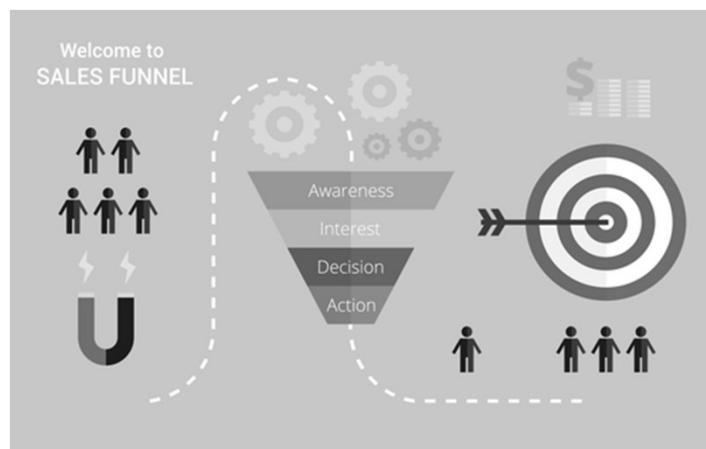 Welcome to
SALES FUNNEL
Awareness
Interest
Decision
Action
$